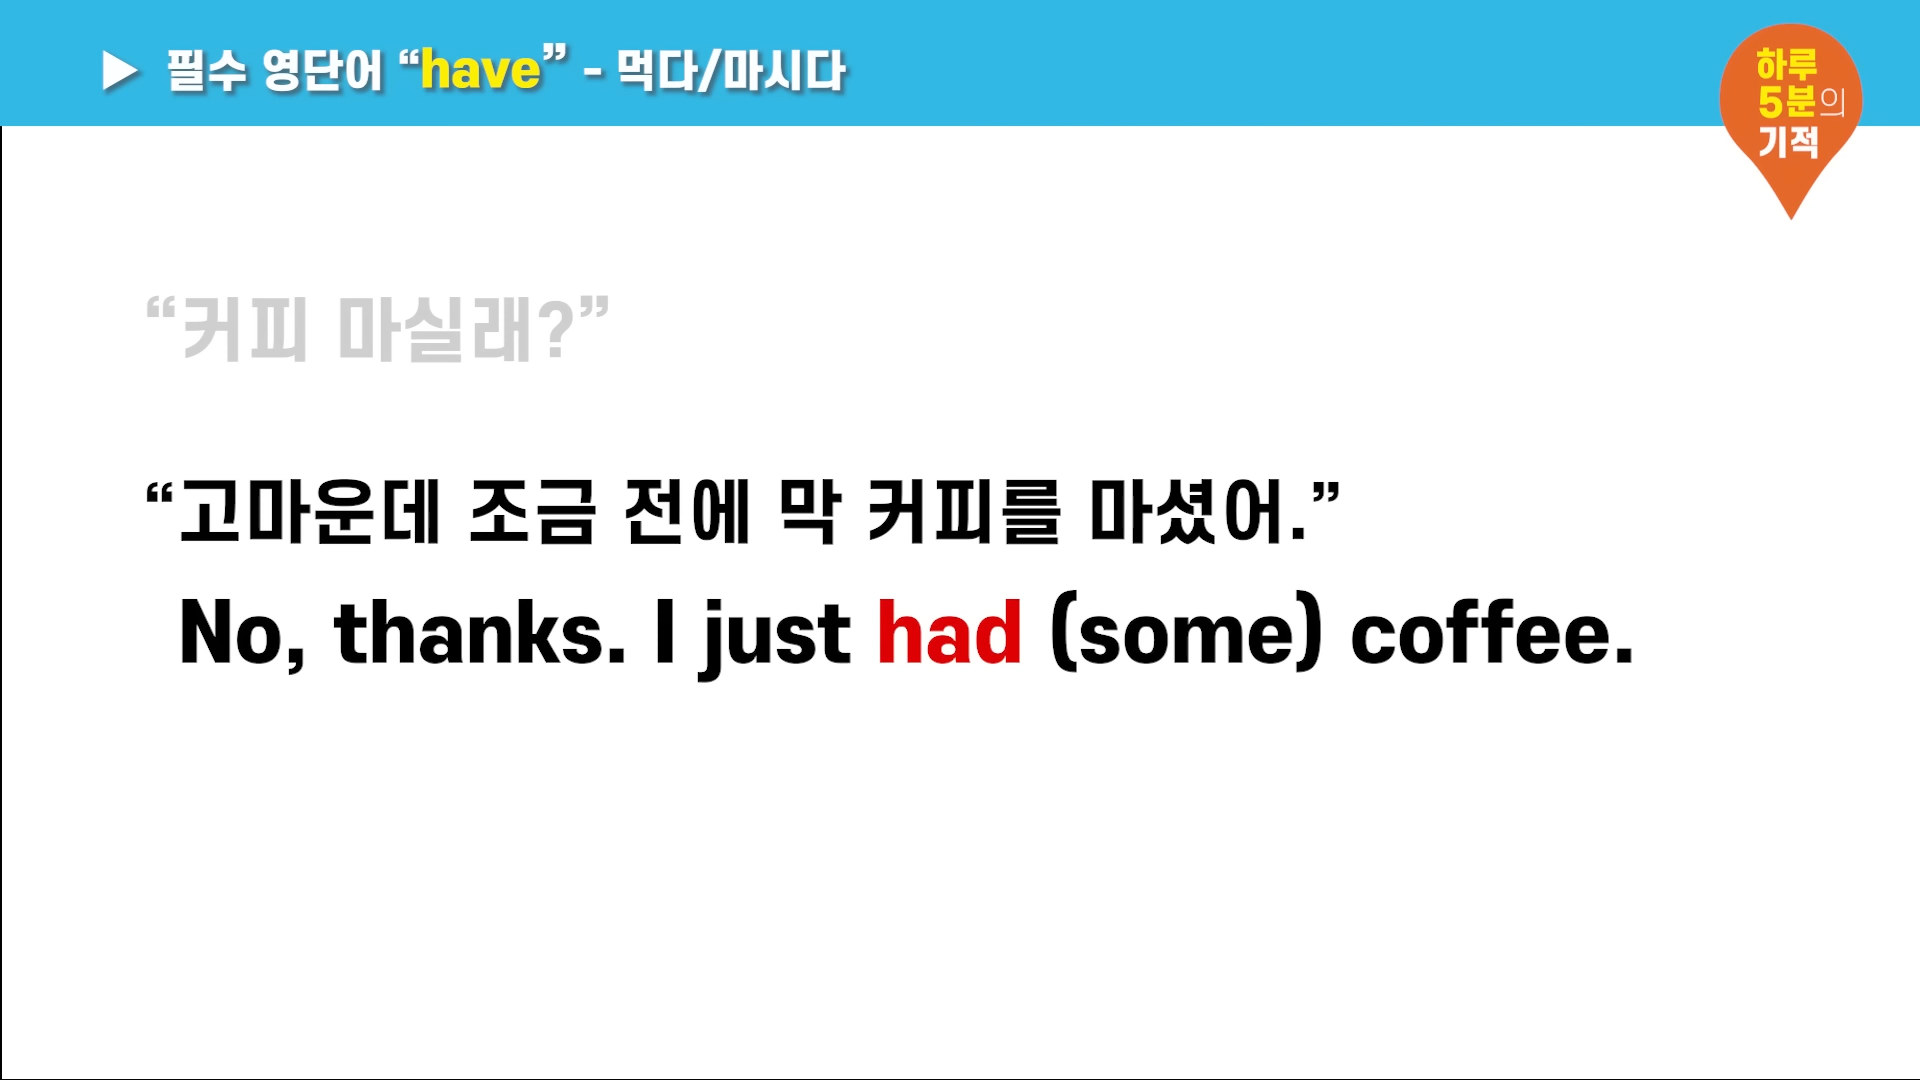 ▶ 필수 영단어 “have” - 먹다/마시다
하루
5분의
기적
“커피 마실래?”
“고마운데 조금 전에 막 커피를 마셨어.”
No, thanks. I just had (some) coffee.